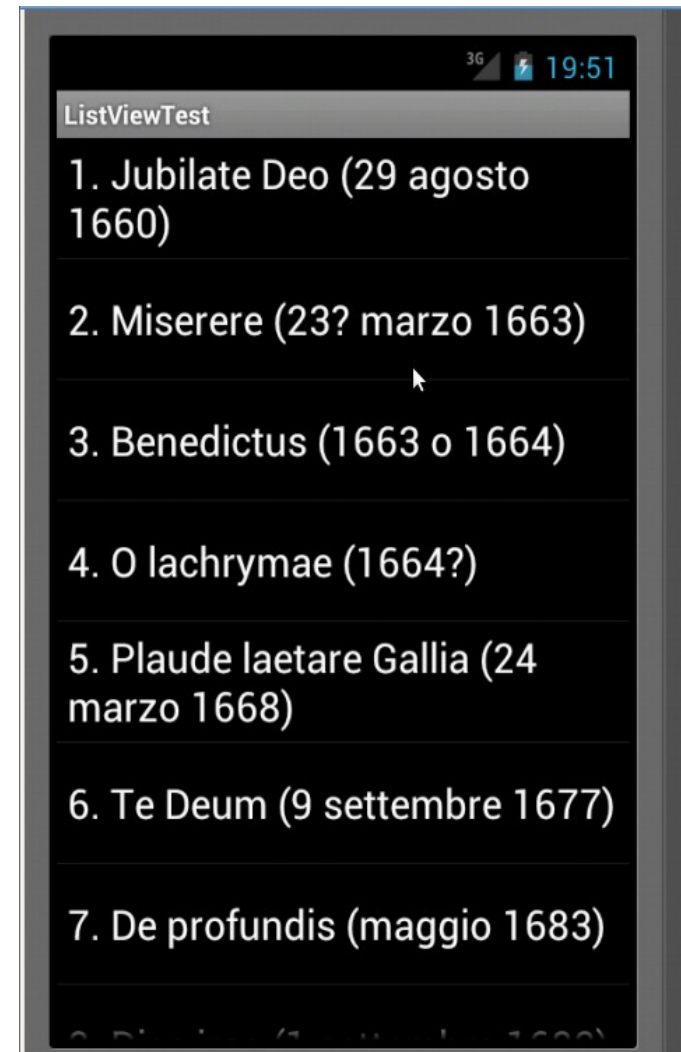 3G 19:51
ListViewTest
1. Jubilate Deo (29 agosto
1660)
2. Miserere (23? marzo 1663)
3. Benedictus (1663 o 1664)
4. O lachrymae (1664?)
5. Plaude laetare Gallia (24
marzo 1668)
6. Te Deum (9 settembre 1677)
7. De profundis (maggio 1683)